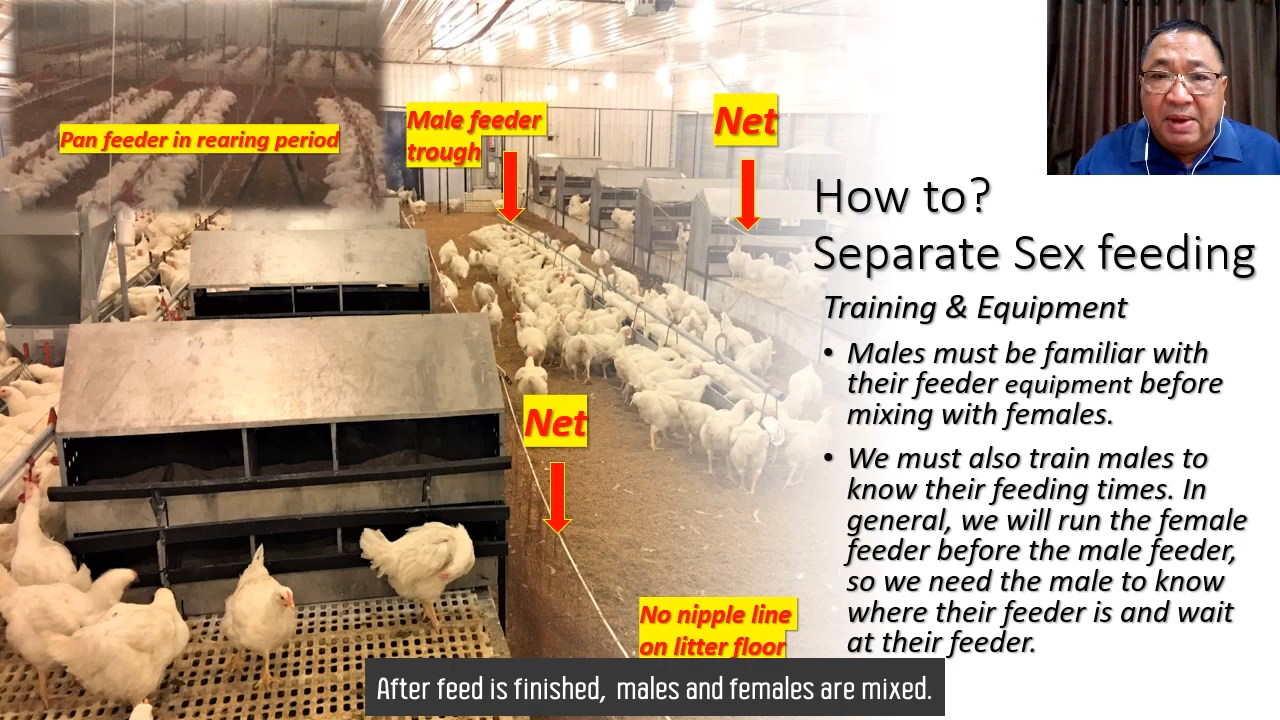 Pan feeder in rearing period
Male feeder
trough
Net
Net
No nipple line
on litter floor
How to?
Separate Sex feeding
Training & Equipment
• Males must be familiar with
their feeder equipment before
mixing with females.
• We must also train males to
know their feeding times. In
general, we will run the female
feeder before the male feeder,
so we need the male to know
where their feeder is and wait
at their feeder.
After feed is finished, males and females are mixed.